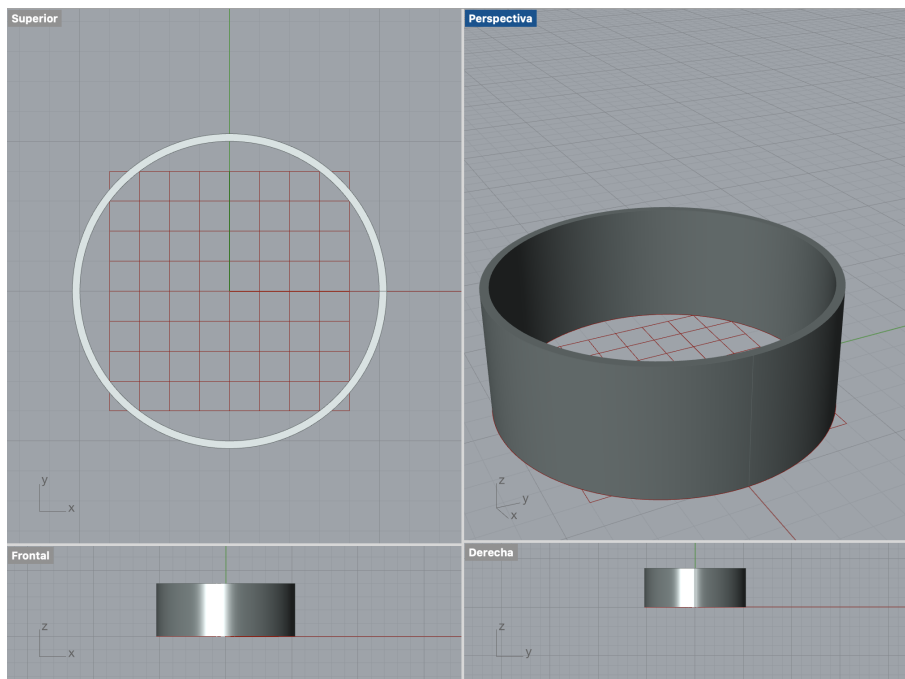 Superior
Perspectiva
y
x
z
y
x
Frontal
Derecha
z
x
z
y